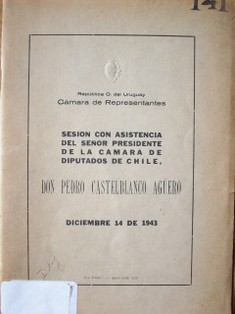 141
República O. del Uruguay
Cámara de Representantes
SESION CON ASISTENCIA
DEL SEÑOR PRESIDENTE
DE LA CAMARA DE
DIPUTADOS DE CHILE,
DON PEDRO CASTELBLANCO AGÜERO
DICIEMBRE 14 DE 1943